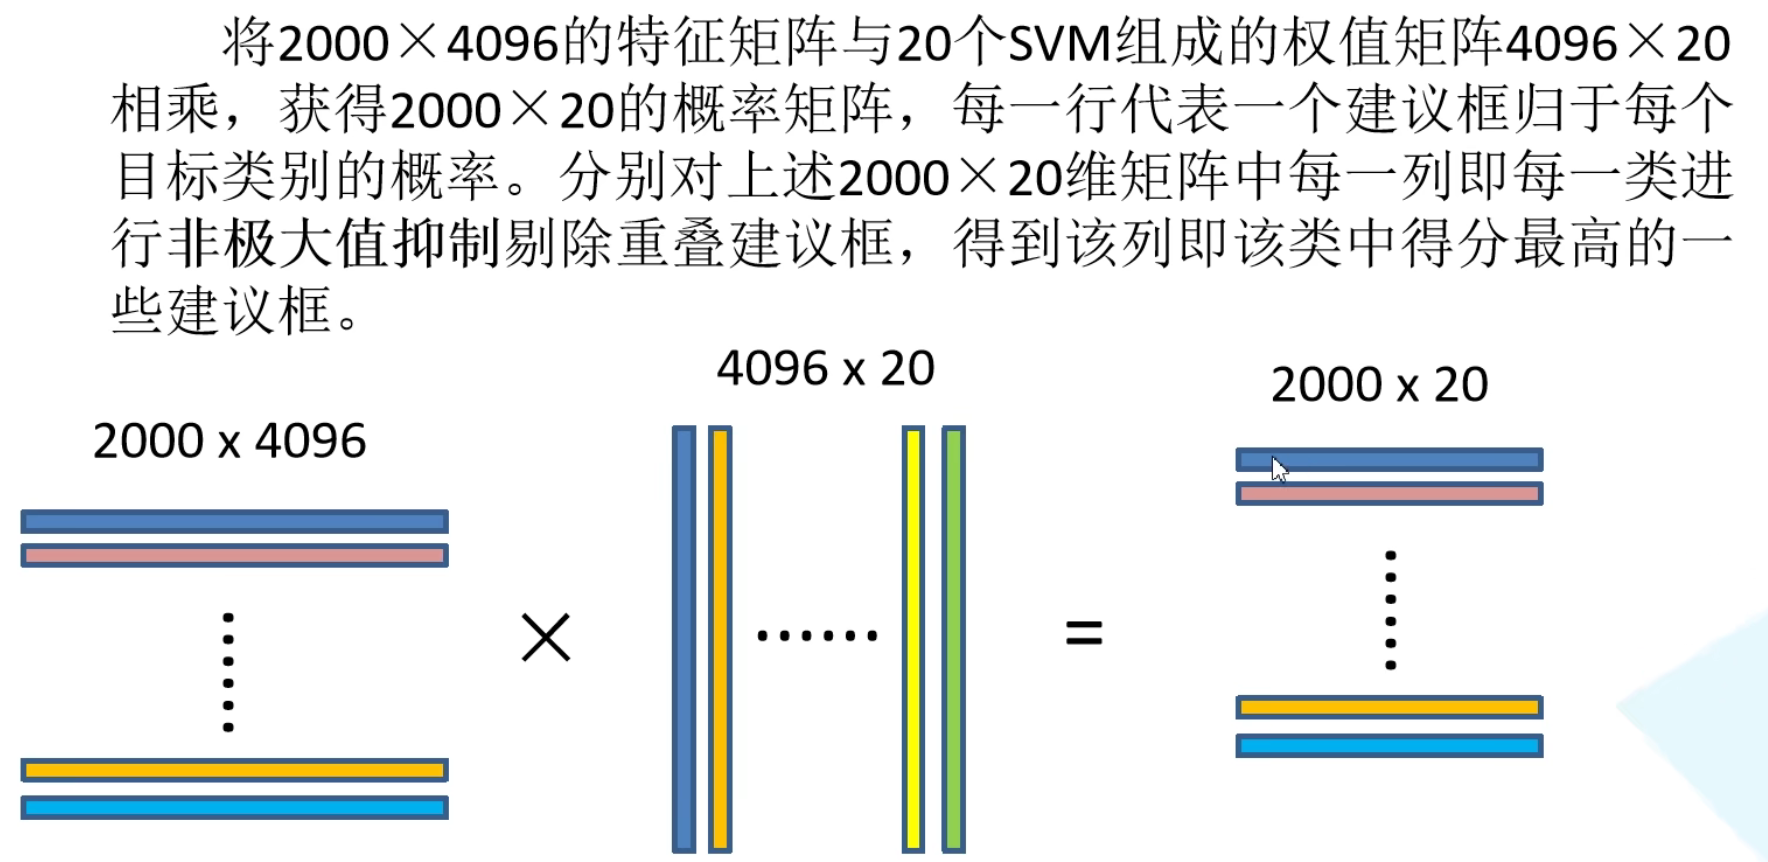 将2000×4096的特征矩阵与20个SVM组成的权值矩阵4096×20
相乘，获得2000×20的概率矩阵，每一行代表一个建议框归于每个
目标类别的概率。分别对上述2000×20维矩阵中每一列即每一类进
行非极大值抑制剔除重叠建议框，得到该列即该类中得分最高的一
些建议框。
4096 x 20
2000 x 20
2000 x 4096
×
······
=